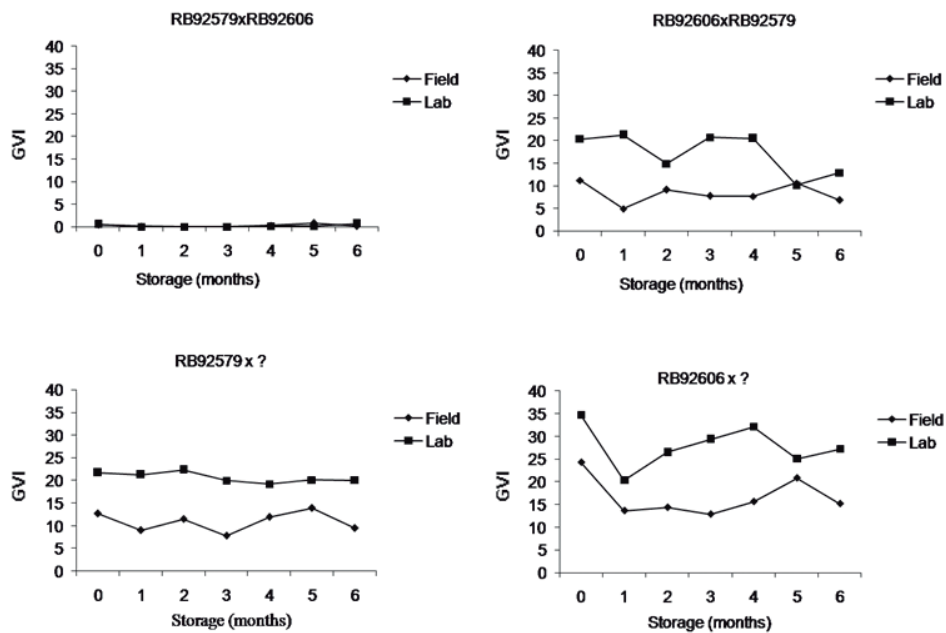 RB92579xRB92606
40
35
30
25
20
15
10
5
0
GVI
0 1 2 3 4 5 6
Storage (months)
Field
Lab
RB92606xRB92579
40
35
30
25
20
15
10
5
0
GVI
0 1 2 3 4 5 6
Storage (months)
Field
Lab
RB92579 x ?
40
35
30
25
20
15
10
5
0
GVI
0 1 2 3 4 5 6
Storage (months)
Field
Lab
RB92606 x ?
40
35
30
25
20
15
10
5
0
GVI
0 1 2 3 4 5 6
Storage (months)
Field
Lab